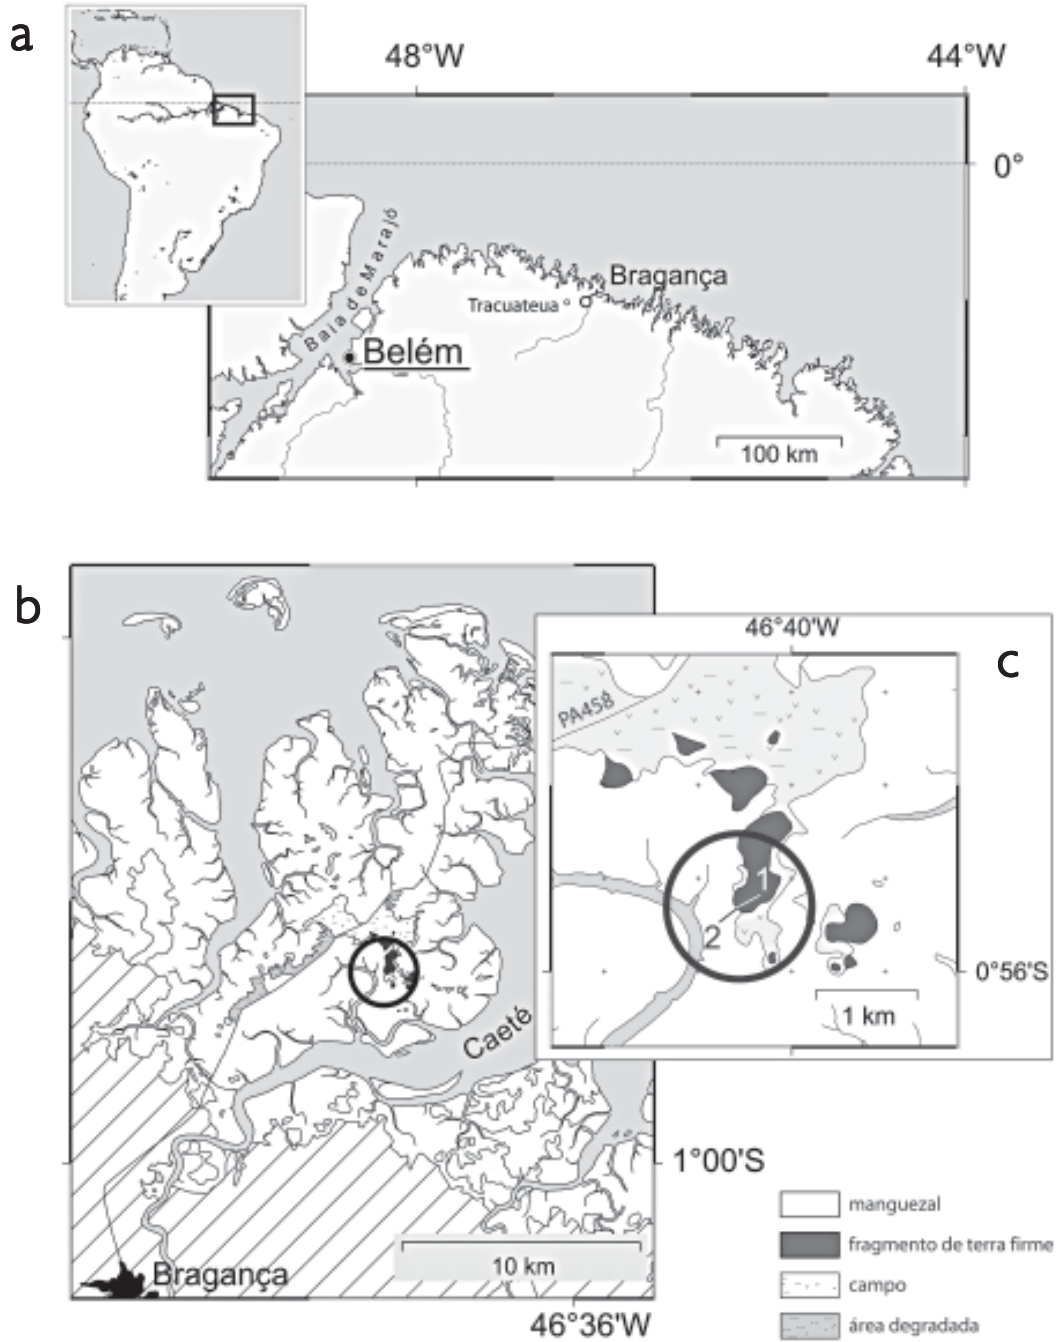 a
48°W
44°W
0°
Baia de Marajó
Bragança
Tracuateua
Belém
100 km
b
46°40'W
c
PA458
1
2
0°56'S
1 km
Caeté
1°00'S
Bragança
10 km
46°36'W
manguezal
fragmento de terra firme
campo
área degradada